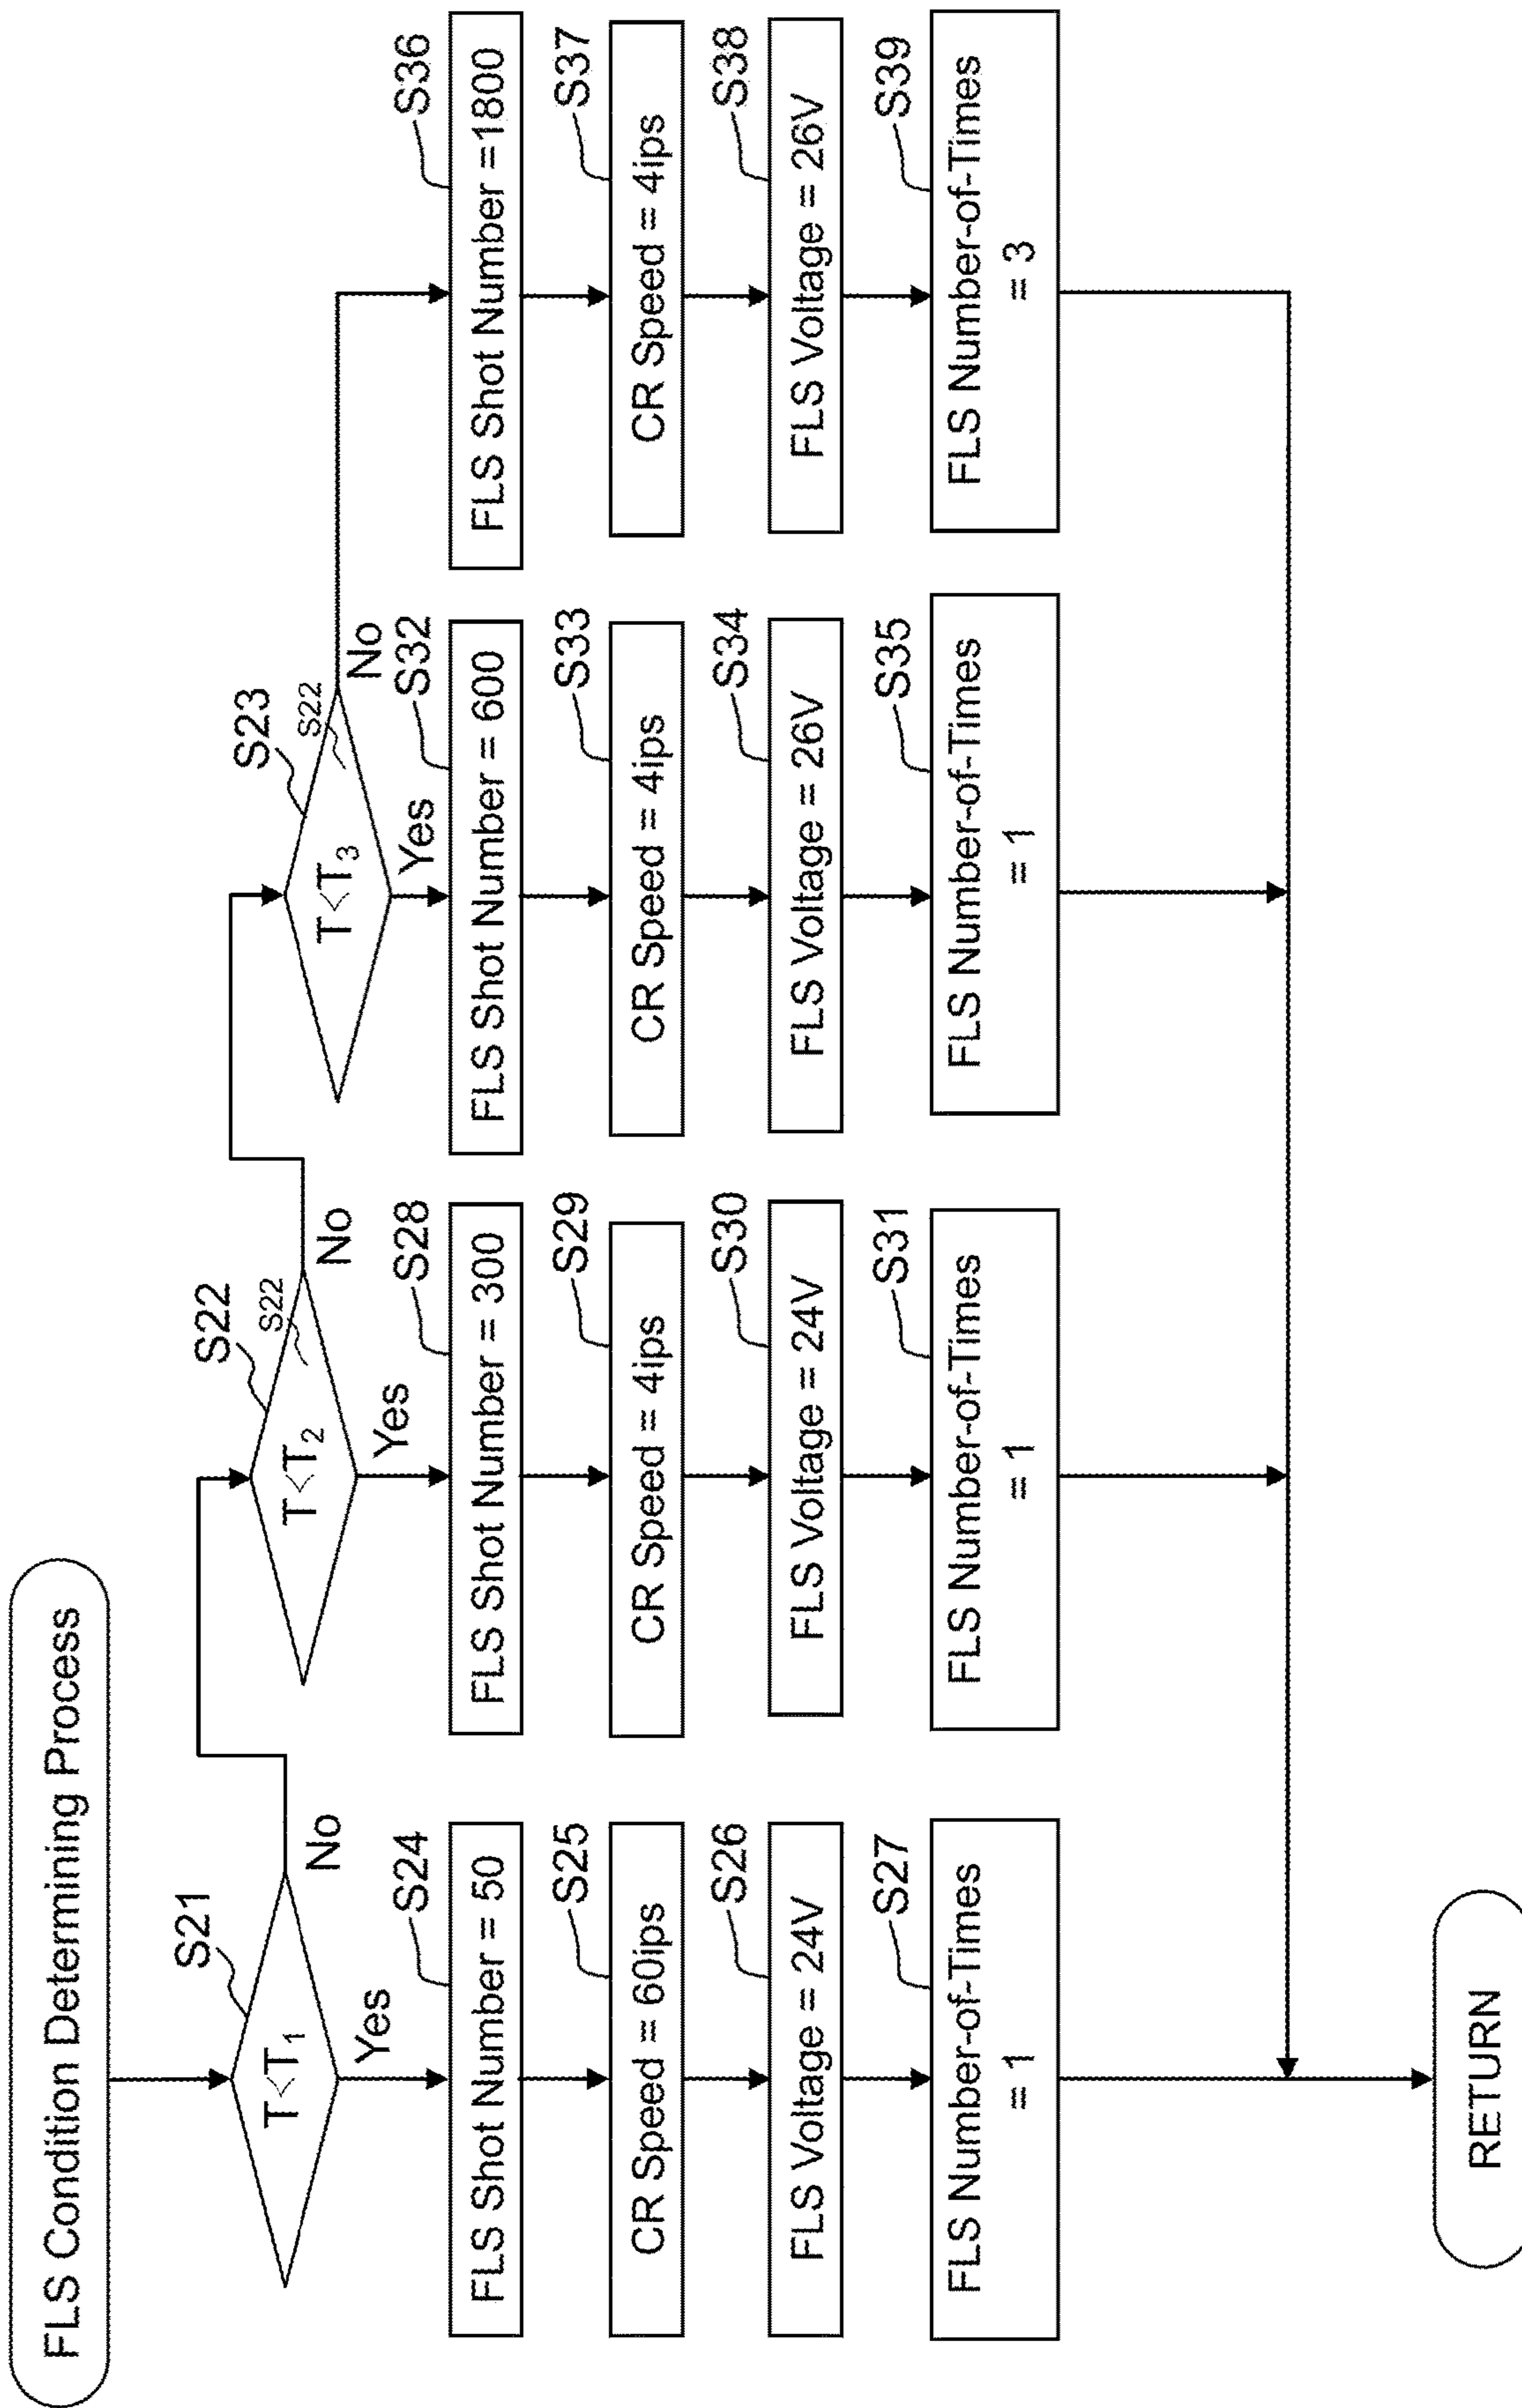 FLS Condition Determining Process
S21
T<T1
No
Yes
S22
S22
T<T2
No
Yes
S23
S22
T<T3
No
Yes
S24
FLS Shot Number = 50
S25
CR Speed = 60ips
S26
FLS Voltage = 24V
S27
FLS Number-of-Times
= 1
S28
FLS Shot Number = 300
S29
CR Speed = 4ips
S30
FLS Voltage = 24V
S31
FLS Number-of-Times
= 1
S32
FLS Shot Number = 600
S33
CR Speed = 4ips
S34
FLS Voltage = 26V
S35
FLS Number-of-Times
= 1
S36
FLS Shot Number =1800
S37
CR Speed = 4ips
S38
FLS Voltage = 26V
S39
FLS Number-of-Times
= 3
RETURN